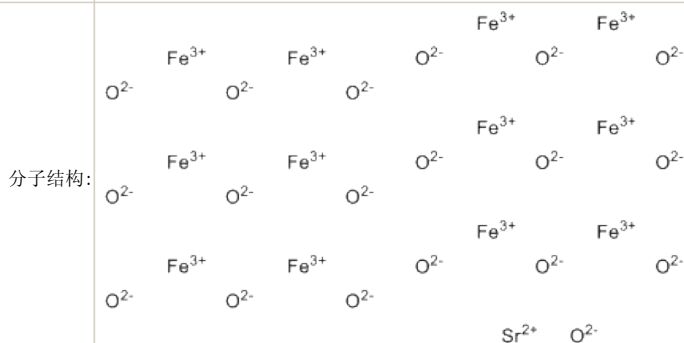 Fe³⁺ Fe³⁺
Fe³⁺ Fe³⁺ O²⁻ O²⁻ O²⁻
O²⁻ O²⁻ O²⁻
Fe³⁺ Fe³⁺
Fe³⁺ Fe³⁺ O²⁻ O²⁻ O²⁻
分子结构:
O²⁻ O²⁻ O²⁻
Fe³⁺ Fe³⁺
Fe³⁺ Fe³⁺ O²⁻ O²⁻ O²⁻
O²⁻ O²⁻ O²⁻
Sr²⁺ O²⁻